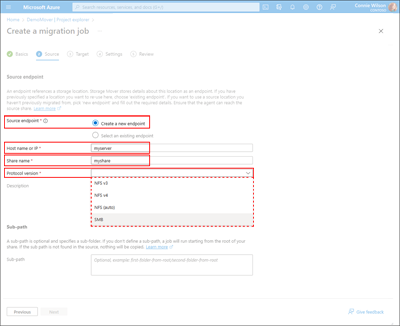 Microsoft Azure
Search resources, services, and docs (G+/)
Connie Wilson
Home > StorageMover | Project explorer
Create a migration job
Basics
Source
Target
Settings
Review
Source endpoint
An endpoint references a storage location. Storage Mover stores details about this location as an endpoint. If you have
previously specified a location you want to re-use here, choose 'existing endpoint'. If you want to use a source location you
haven't previously migrated from, pick 'new endpoint' and fill out the required details. Ensure that the agent can reach the
source share. Learn more
Source endpoint *
Create a new endpoint
Select an existing endpoint
Host name or IP *
myserver
Share name *
myshare
Protocol version *
NFS v3
NFS v4
NFS (auto)
SMB
Description
Sub-path
A sub-path is optional and specifies a sub-folder. If you don't define a sub-path, a job will run starting from the root of your
share. If the sub-path is not found in the source, nothing will be copied. Learn more
Sub-path
Optional, example: first-folder-from-root/second-folder-from-root
Previous
Next
Give feedback